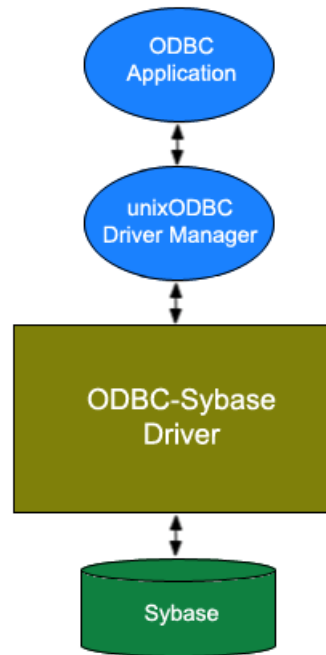 ODBC
Application
unixODBC
Driver Manager
ODBC-Sybase
Driver
Sybase